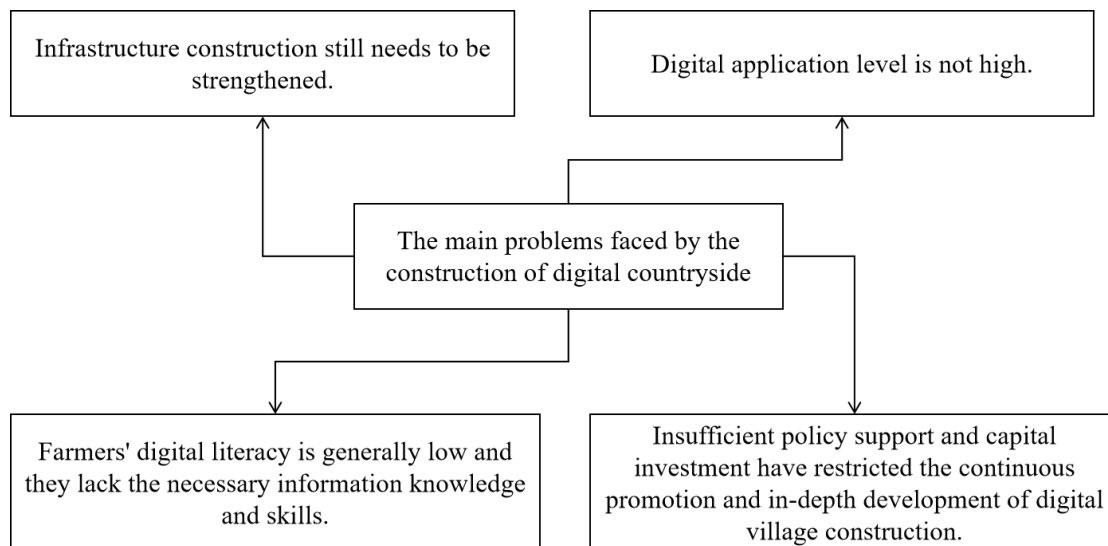 Infrastructure construction still needs to be
strengthened.
Digital application level is not high.
The main problems faced by the
construction of digital countryside
Farmers' digital literacy is generally low and
they lack the necessary information knowledge
and skills.
Insufficient policy support and capital
investment have restricted the continuous
promotion and in-depth development of digital
village construction.